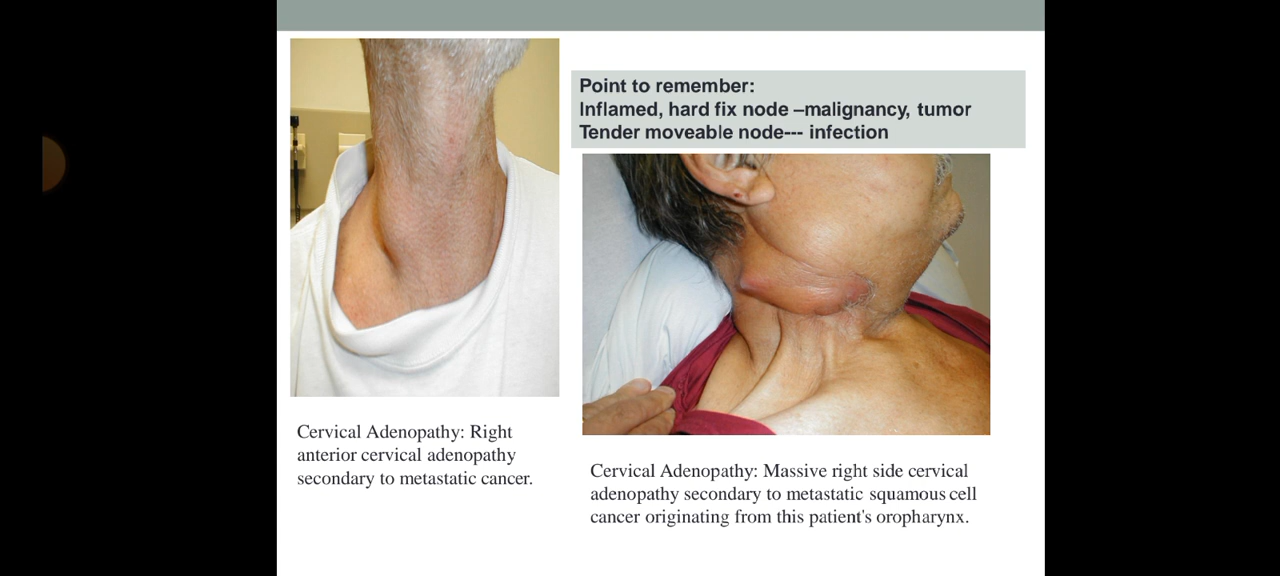 Point to remember:
Inflamed, hard fix node –malignancy, tumor
Tender moveable node--- infection
Cervical Adenopathy: Right
anterior cervical adenopathy
secondary to metastatic cancer.
Cervical Adenopathy: Massive right side cervical
adenopathy secondary to metastatic squamous cell
cancer originating from this patient's oropharynx.